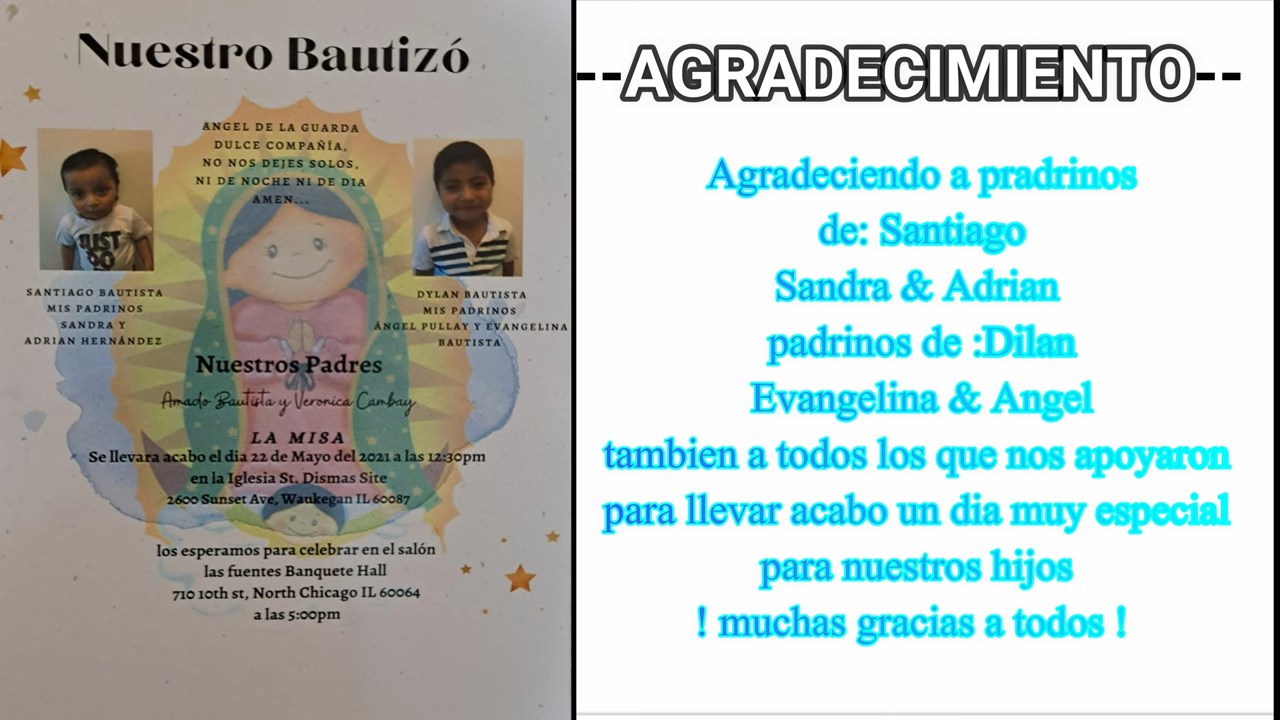 Nuestro Bautizó
ANGEL DE LA GUARDA
DULCE COMPAÑÍA,
NO NOS DEJES SOLOS,
NI DE NOCHE NI DE DIA
AMEN...
JUST
DO
SANTIAGO BAUTISTA
MIS PADRINOS
SANDRA Y
ADRIAN HERNÁNDEZ
DYLAN BAUTISTA
MIS PADRINOS
ÁNGEL PULLAY Y EVANGELINA
BAUTISTA
Nuestros Padres
Amado Bautista y Veronica Cambay
LA MISA
Se llevara acabo el dia 22 de Mayo del 2021 a las 12:30pm
en la Iglesia St. Dismas Site
2600 Sunset Ave, Waukegan IL 60087
los esperamos para celebrar en el salón
las fuentes Banquete Hall
710 10th st, North Chicago IL 60064
a las 5:00pm
--AGRADECIMIENTO--
Agradeciendo a pradrinos
de: Santiago
Sandra & Adrian
padrinos de :Dilan
Evangelina & Angel
tambien a todos los que nos apoyaron
para llevar acabo un dia muy especial
para nuestros hijos
! muchas gracias a todos !